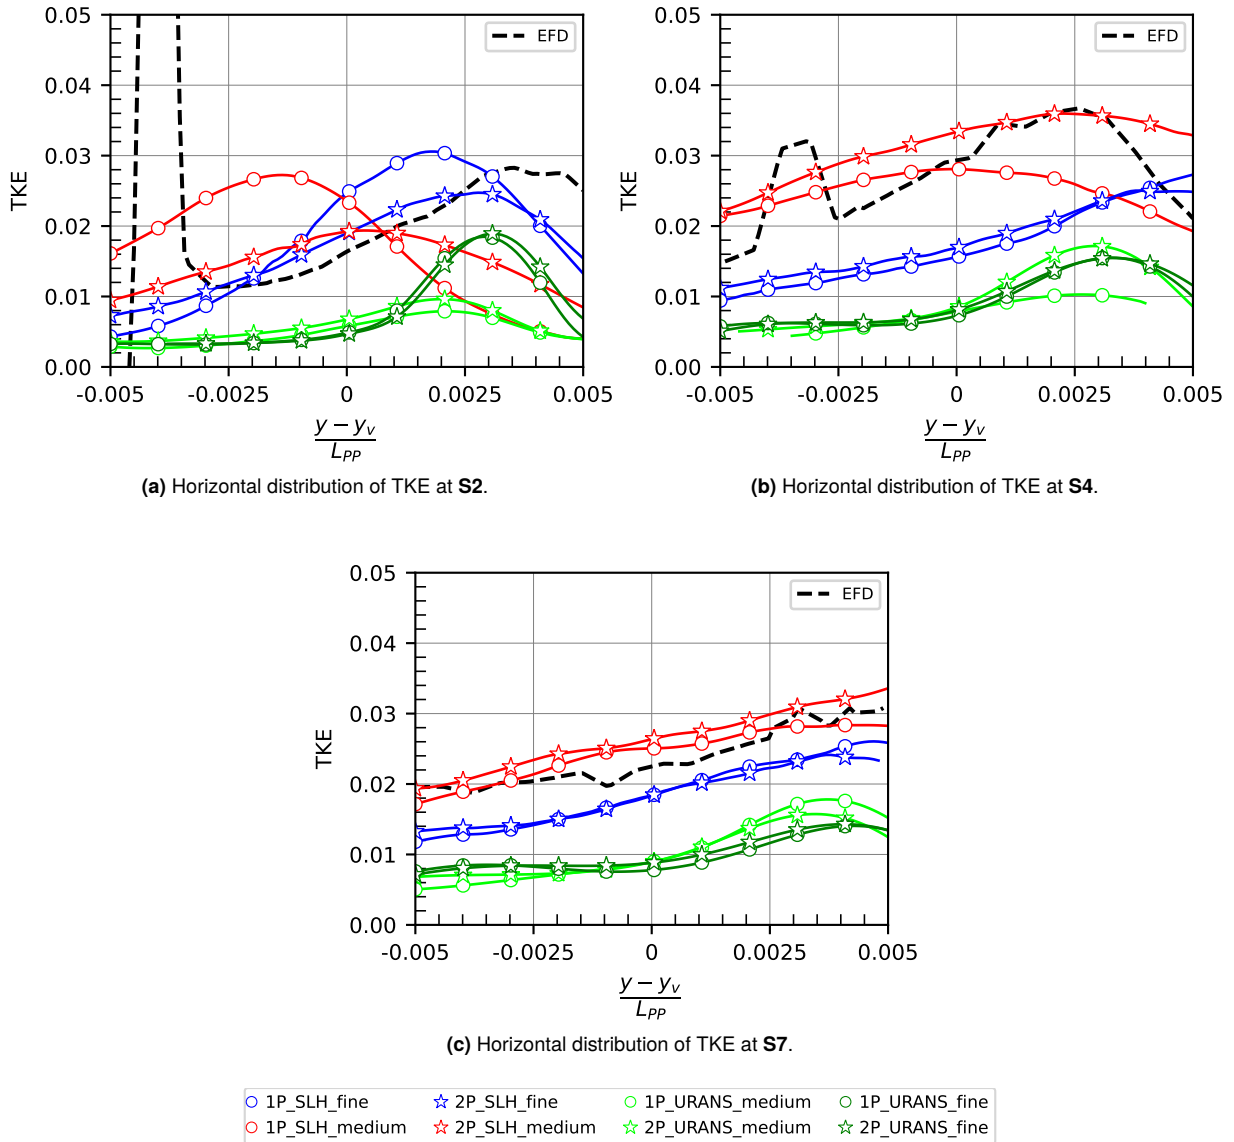 0.05
0.04
0.03
0.02
0.01
0.00
TKE
EFD
-0.005 -0.0025 0 0.0025 0.005
y − y_v
L_PP
(a) Horizontal distribution of TKE at S2.
0.05
0.04
0.03
0.02
0.01
0.00
TKE
EFD
-0.005 -0.0025 0 0.0025 0.005
y − y_v
L_PP
(b) Horizontal distribution of TKE at S4.
0.05
0.04
0.03
0.02
0.01
0.00
TKE
EFD
-0.005 -0.0025 0 0.0025 0.005
y − y_v
L_PP
(c) Horizontal distribution of TKE at S7.
1P_SLH_fine 2P_SLH_fine 1P_URANS_medium 1P_URANS_fine
1P_SLH_medium 2P_SLH_medium 2P_URANS_medium 2P_URANS_fine